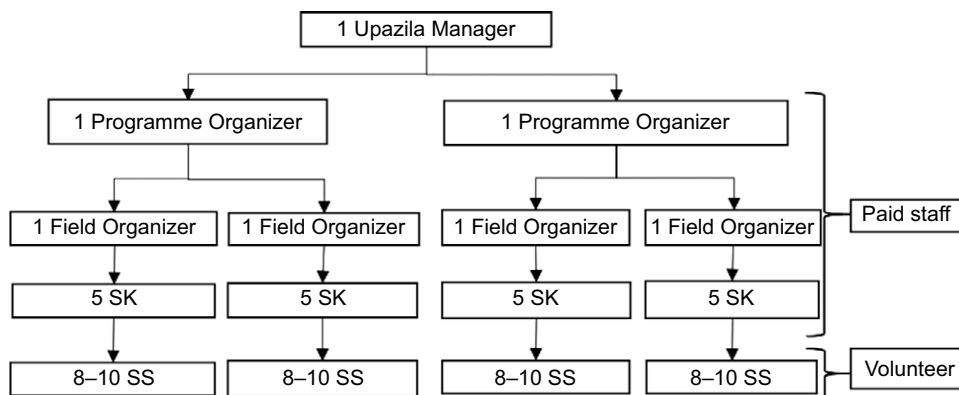 1 Upazila Manager
1 Programme Organizer
1 Programme Organizer
1 Field Organizer
1 Field Organizer
1 Field Organizer
1 Field Organizer
Paid staff
5 SK
5 SK
5 SK
5 SK
8–10 SS
8–10 SS
8–10 SS
8–10 SS
Volunteer